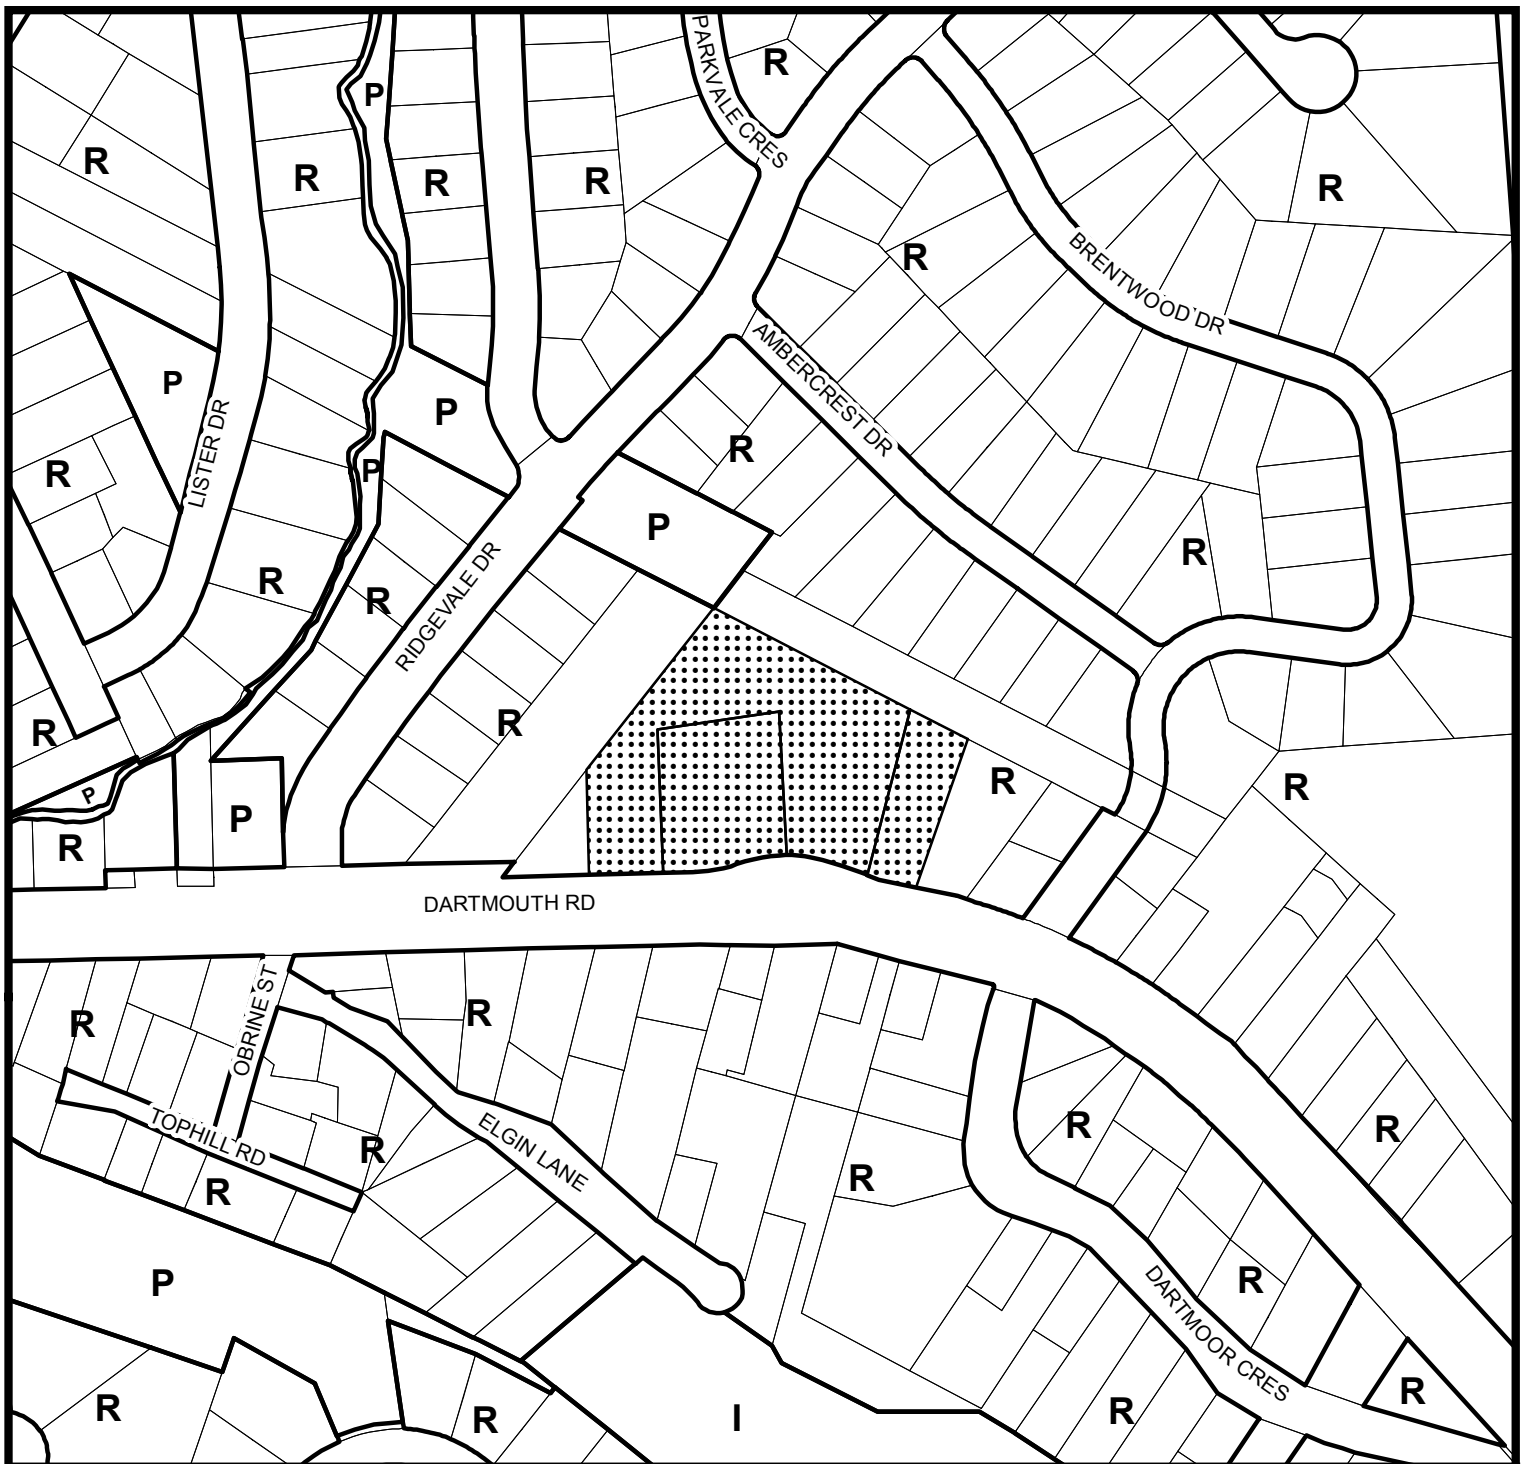 PARKVALE CRES
R
P
R
R
R
R
R
R
BRENTWOOD DR
AMBERCREST DR
P
P
LISTER DR
R
P
R
P
R
R
R
RIDGEVALE DR
R
R
R
R
R
P
P
R
DARTMOUTH RD
OBRINE ST
R
R
TOPHILL RD
R
R
ELGIN LANE
R
R
R
P
R
DARTMOOR CRES
R
R
R
R
I